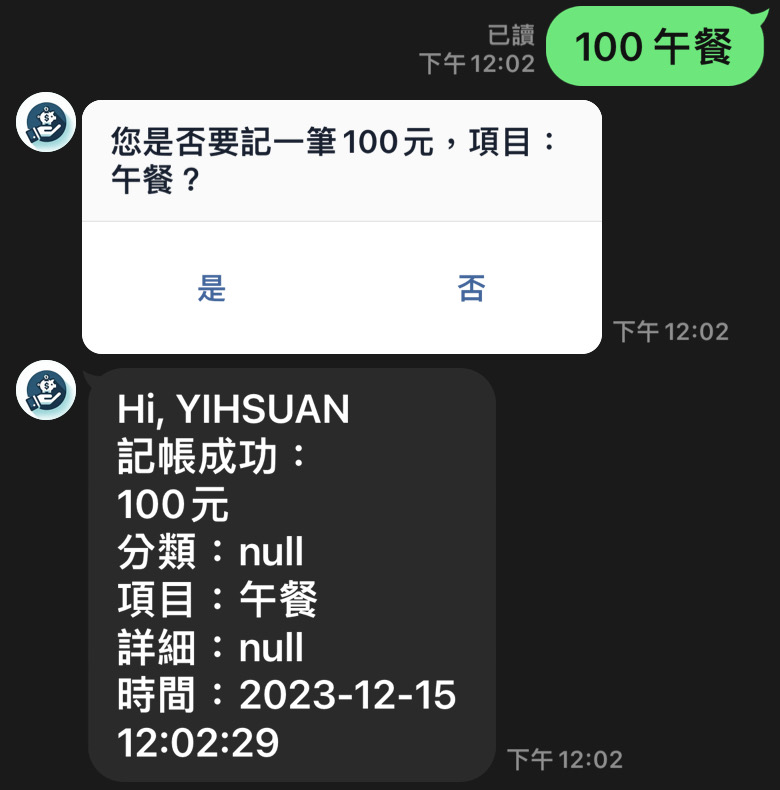 已讀
下午 12:02
100 午餐
您是否要記一筆100元，項目：
午餐？
是
否
下午 12:02
Hi, YIHSUAN
記帳成功：
100元
分類：null
項目：午餐
詳細：null
時間：2023-12-15
12:02:29
下午 12:02